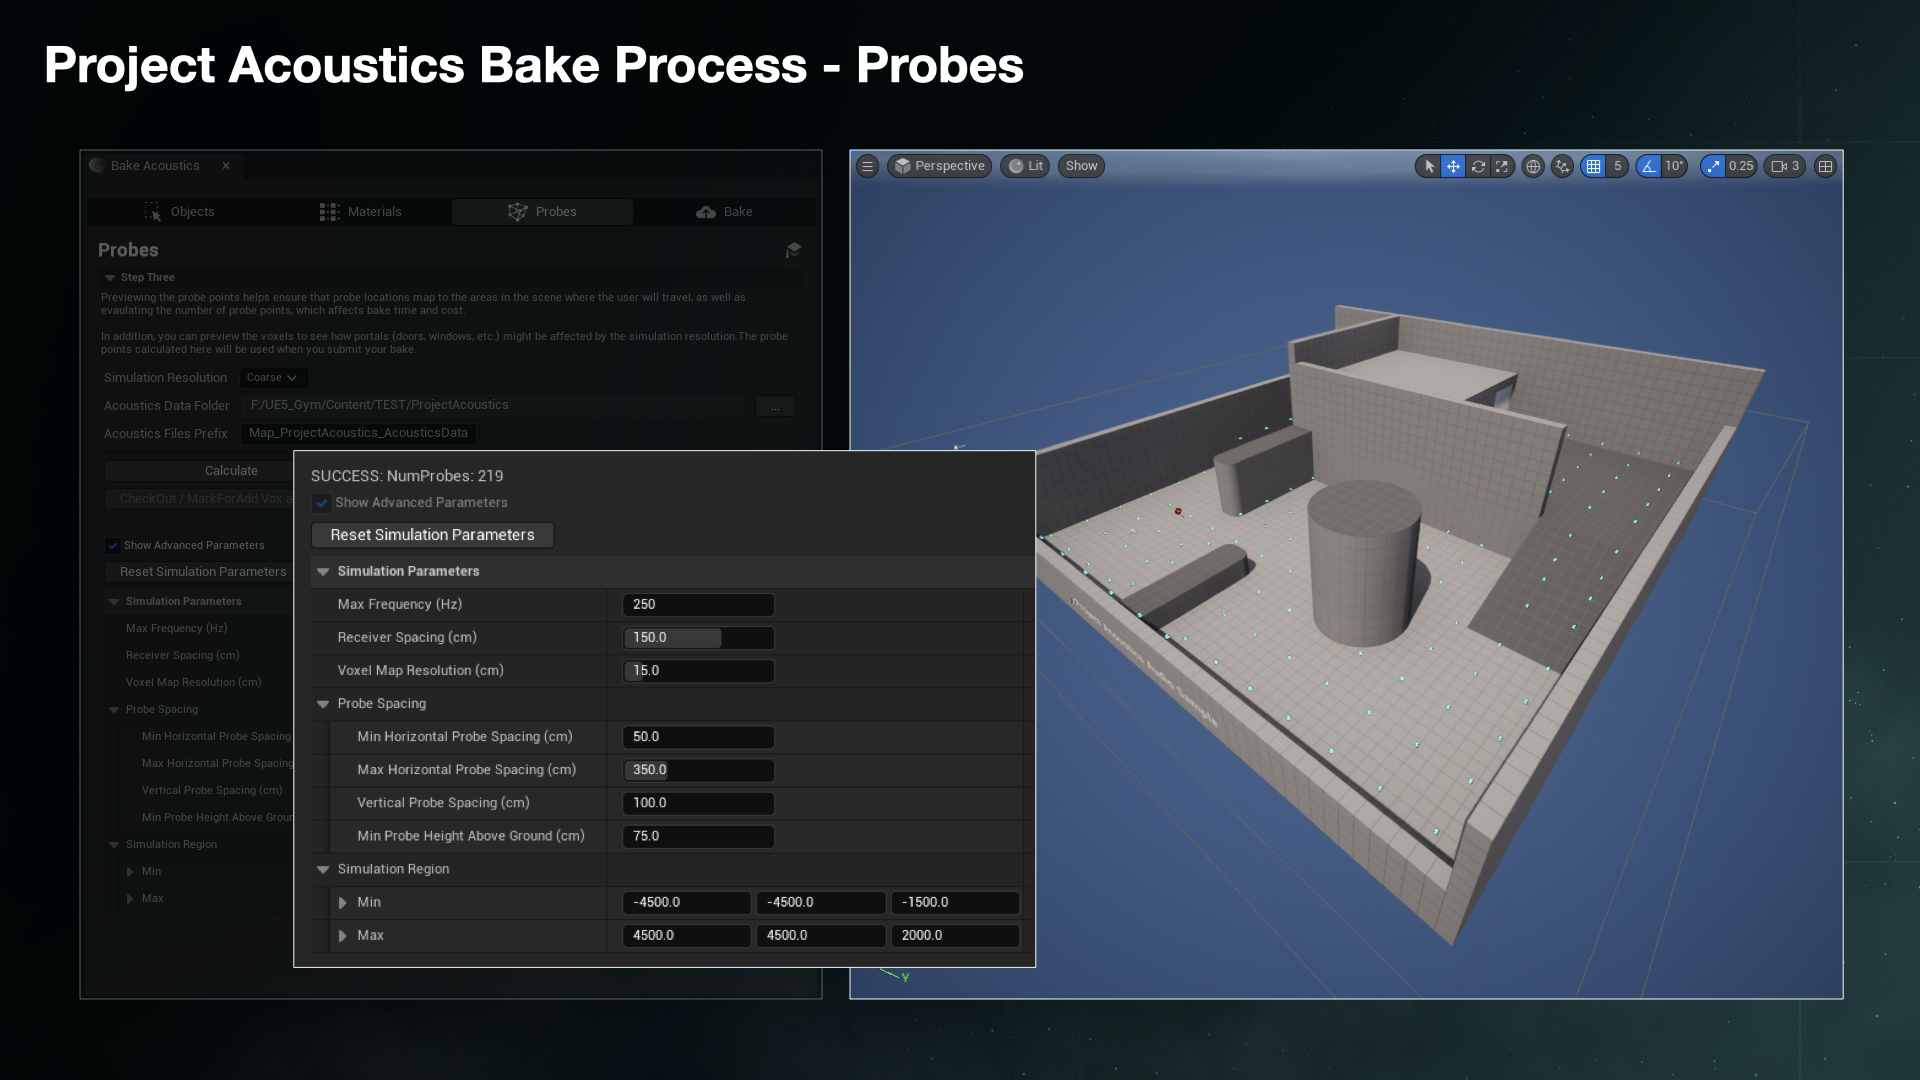 Project Acoustics Bake Process - Probes
Bake Acoustics ×
Objects Materials Probes Bake
Probes
Step Three
Previewing the probe points helps ensure that probe locations map to the areas in the scene where the user will travel, as well as
evaulating the number of probe points, which affects bake time and cost.
In addition, you can preview the voxels to see how portals (doors, windows, etc.) might be affected by the simulation resolution.The probe
points calculated here will be used when you submit your bake.
Simulation Resolution Coarse
Acoustics Data Folder F:/UE5_Gym/Content/TEST/ProjectAcoustics ...
Acoustics Files Prefix Map_ProjectAcoustics_AcousticsData
Calculate
CheckOut / MarkForAdd Vox a
Show Advanced Parameters
Reset Simulation Parameters
Simulation Parameters
Max Frequency (Hz)
Receiver Spacing (cm)
Voxel Map Resolution (cm)
Probe Spacing
Min Horizontal Probe Spacing
Max Horizontal Probe Spacing
Vertical Probe Spacing (cm)
Min Probe Height Above Groun
Simulation Region
Min
Max
SUCCESS: NumProbes: 219
Show Advanced Parameters
Reset Simulation Parameters
Simulation Parameters
Max Frequency (Hz) 250
Receiver Spacing (cm) 150.0
Voxel Map Resolution (cm) 15.0
Probe Spacing
Min Horizontal Probe Spacing (cm) 50.0
Max Horizontal Probe Spacing (cm) 350.0
Vertical Probe Spacing (cm) 100.0
Min Probe Height Above Ground (cm) 75.0
Simulation Region
Min -4500.0 -4500.0 -1500.0
Max 4500.0 4500.0 2000.0
Perspective Lit Show 5 10° 0.25 3
Project Acoustics Audio Sample
Y